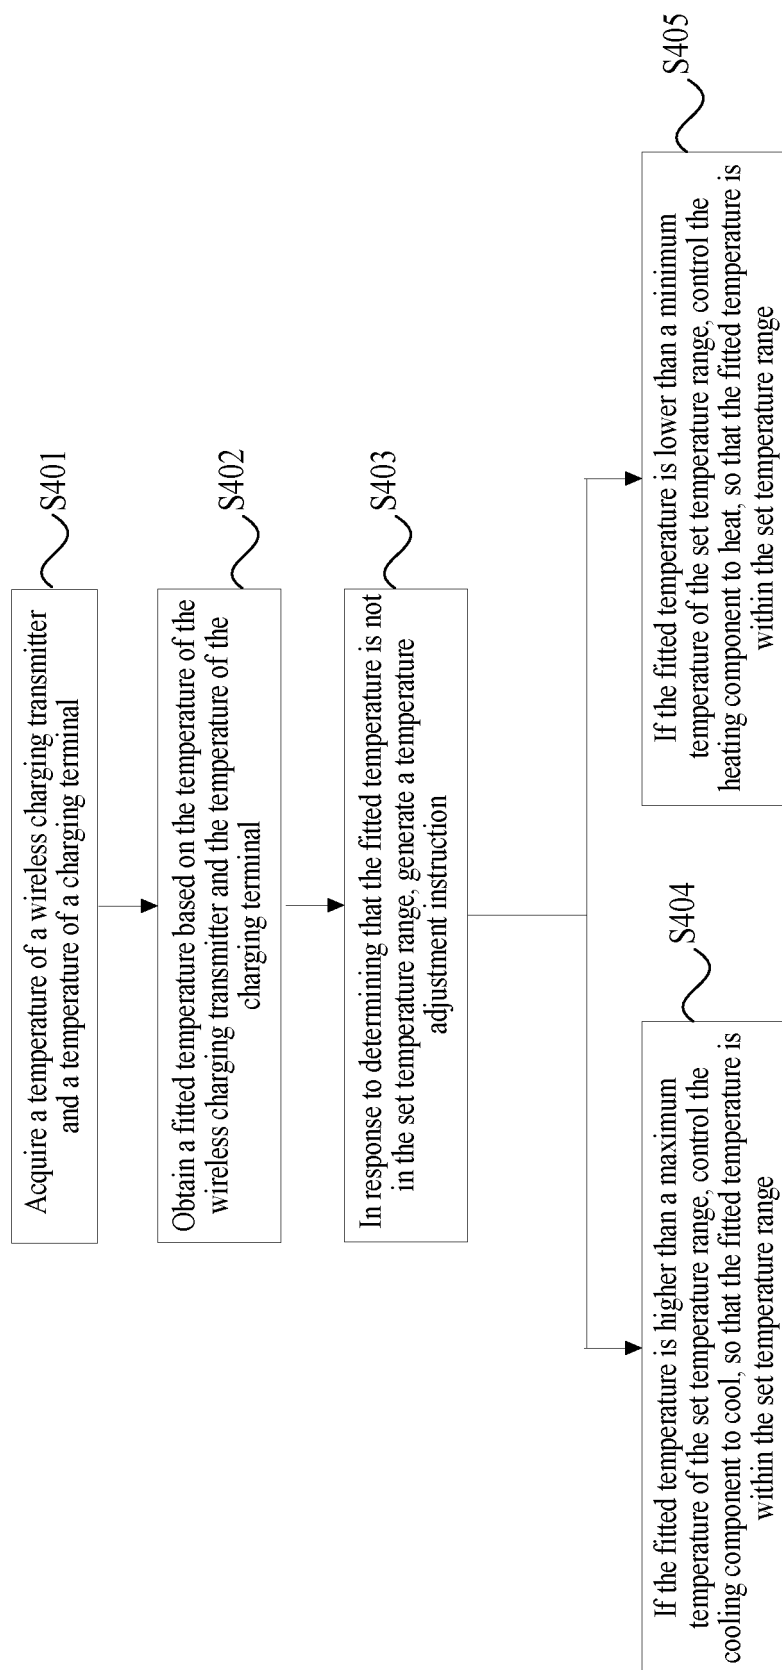 Acquire a temperature of a wireless charging transmitter
and a temperature of a charging terminal
S401
Obtain a fitted temperature based on the temperature of the
wireless charging transmitter and the temperature of the
charging terminal
S402
In response to determining that the fitted temperature is not
in the set temperature range, generate a temperature
adjustment instruction
S403
If the fitted temperature is higher than a maximum
temperature of the set temperature range, control the
cooling component to cool, so that the fitted temperature is
within the set temperature range
S404
If the fitted temperature is lower than a minimum
temperature of the set temperature range, control the
heating component to heat, so that the fitted temperature is
within the set temperature range
S405